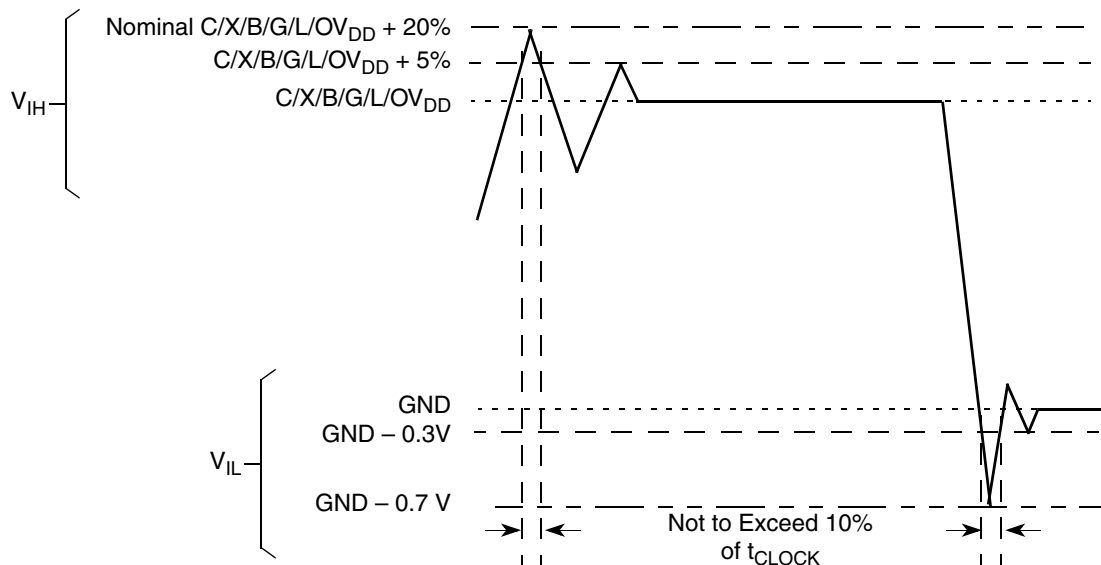 Nominal C/X/B/G/L/OVDD + 20%
C/X/B/G/L/OVDD + 5%
C/X/B/G/L/OVDD
VIH
GND
GND – 0.3V
VIL
GND – 0.7 V
Not to Exceed 10%
of tCLOCK